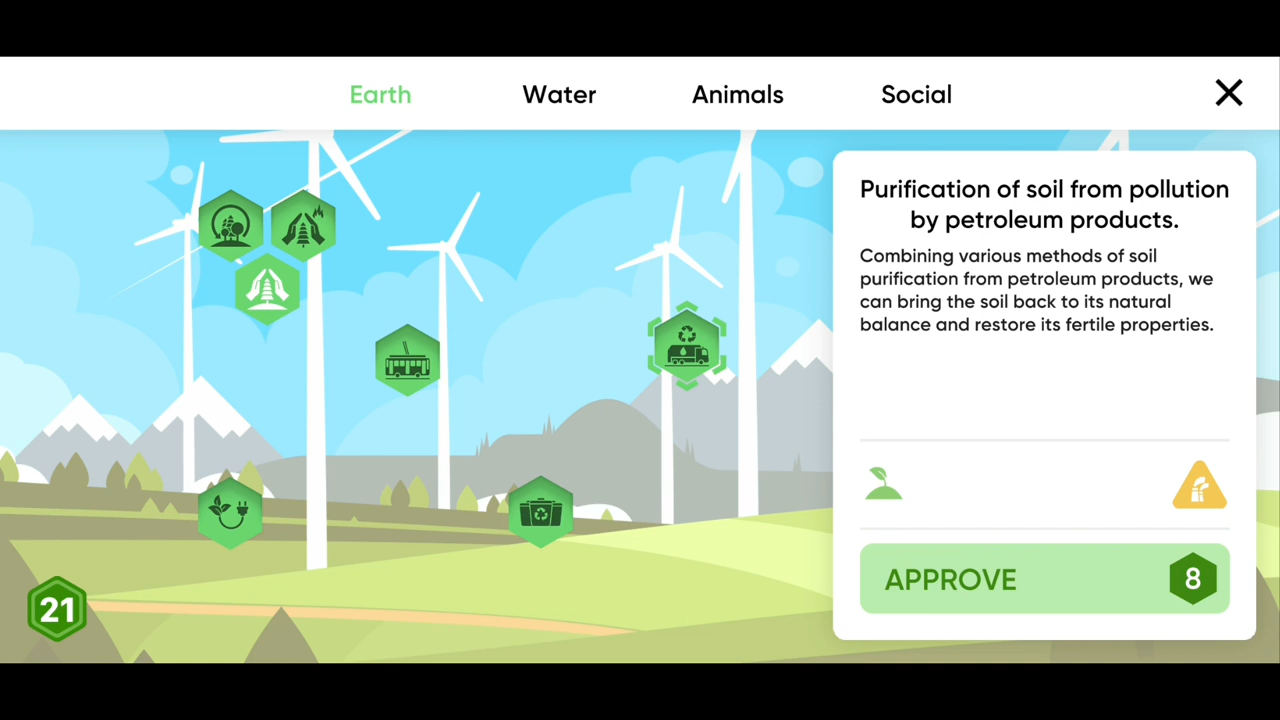 Earth Water Animals Social
Purification of soil from pollution
by petroleum products.
Combining various methods of soil
purification from petroleum products, we
can bring the soil back to its natural
balance and restore its fertile properties.
APPROVE 8
21